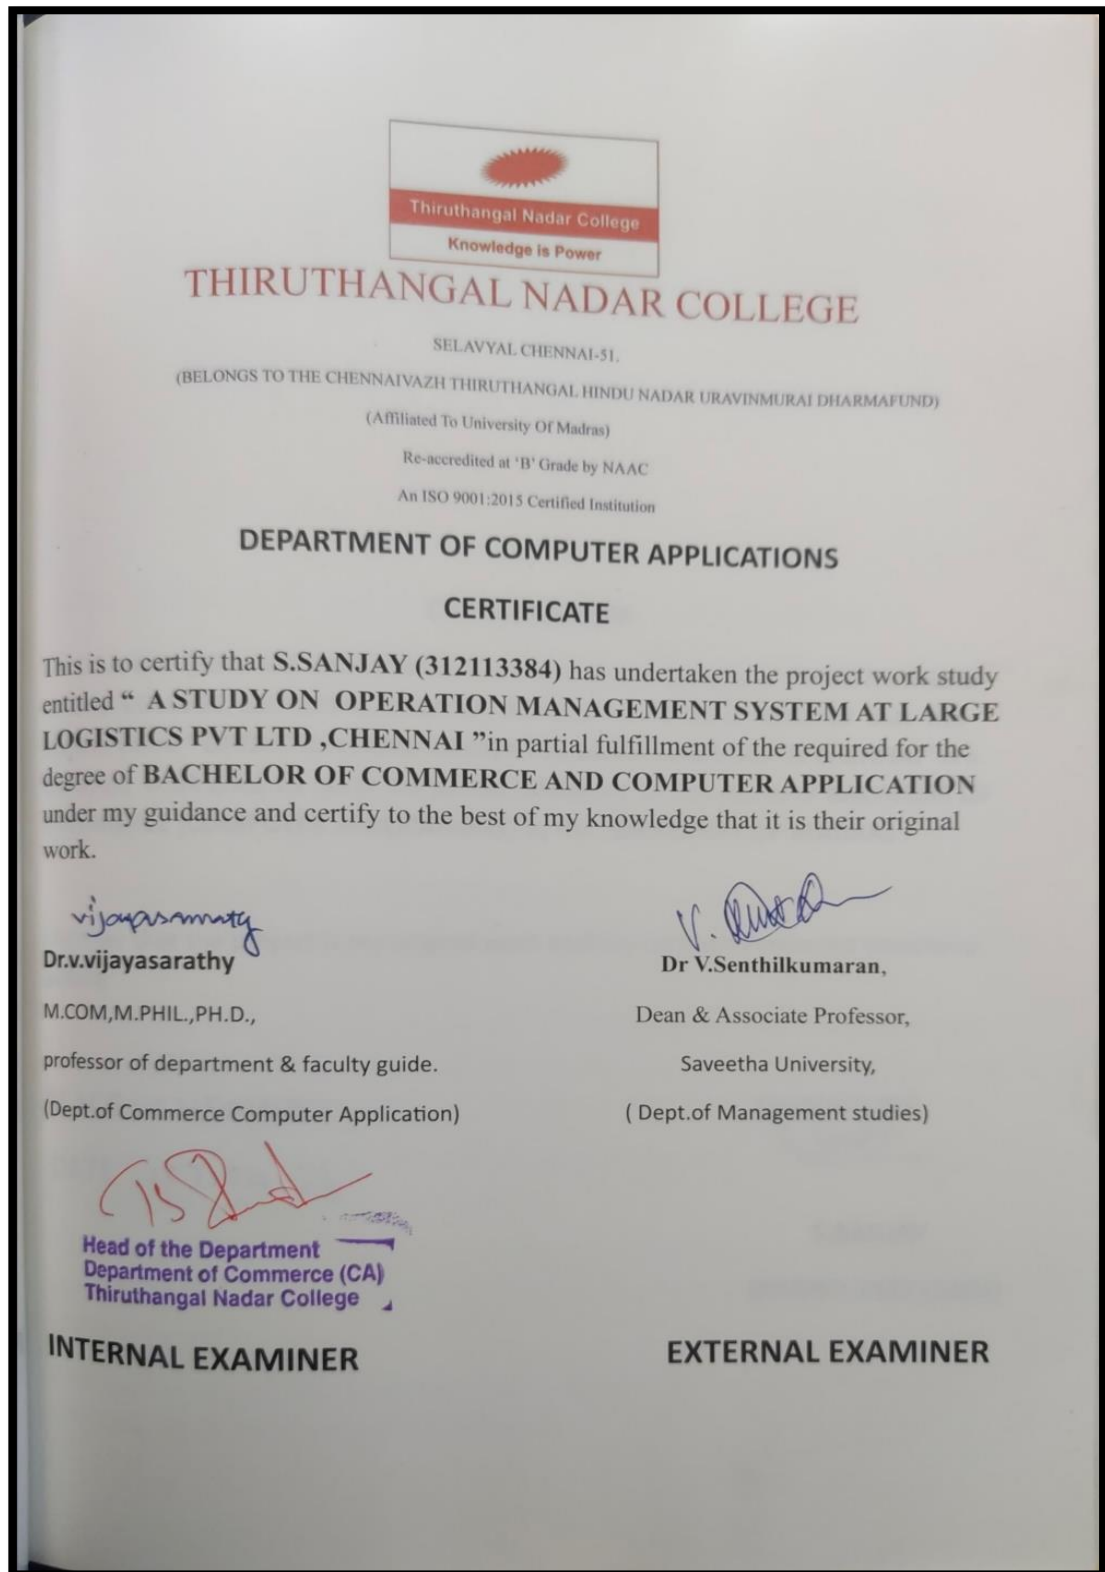 Thiruthangal Nadar College
Knowledge is Power
THIRUTHANGAL NADAR COLLEGE
SELAVYAL CHENNAI-51.
(BELONGS TO THE CHENNAIVAZH THIRUTHANGAL HINDU NADAR URAVINMURAI DHARMAFUND)
(Affiliated To University Of Madras)
Re-accredited at 'B' Grade by NAAC
An ISO 9001:2015 Certified Institution
DEPARTMENT OF COMPUTER APPLICATIONS
CERTIFICATE
This is to certify that S.SANJAY (312113384) has undertaken the project work study
entitled “ A STUDY ON OPERATION MANAGEMENT SYSTEM AT LARGE
LOGISTICS PVT LTD ,CHENNAI ”in partial fulfillment of the required for the
degree of BACHELOR OF COMMERCE AND COMPUTER APPLICATION
under my guidance and certify to the best of my knowledge that it is their original
work.
Dr.v.vijayasarathy
Dr V.Senthilkumaran,
M.COM,M.PHIL.,PH.D.,
Dean & Associate Professor,
professor of department & faculty guide.
Saveetha University,
(Dept.of Commerce Computer Application)
( Dept.of Management studies)
Head of the Department
Department of Commerce (CA)
Thiruthangal Nadar College
INTERNAL EXAMINER
EXTERNAL EXAMINER